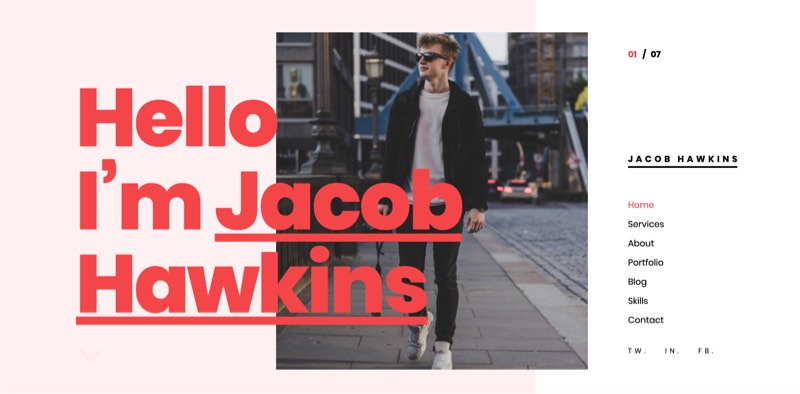 Hello
I’m Jacob
Hawkins
01 / 07
JACOB HAWKINS
Home
Services
About
Portfolio
Blog
Skills
Contact
TW. IN. FB.